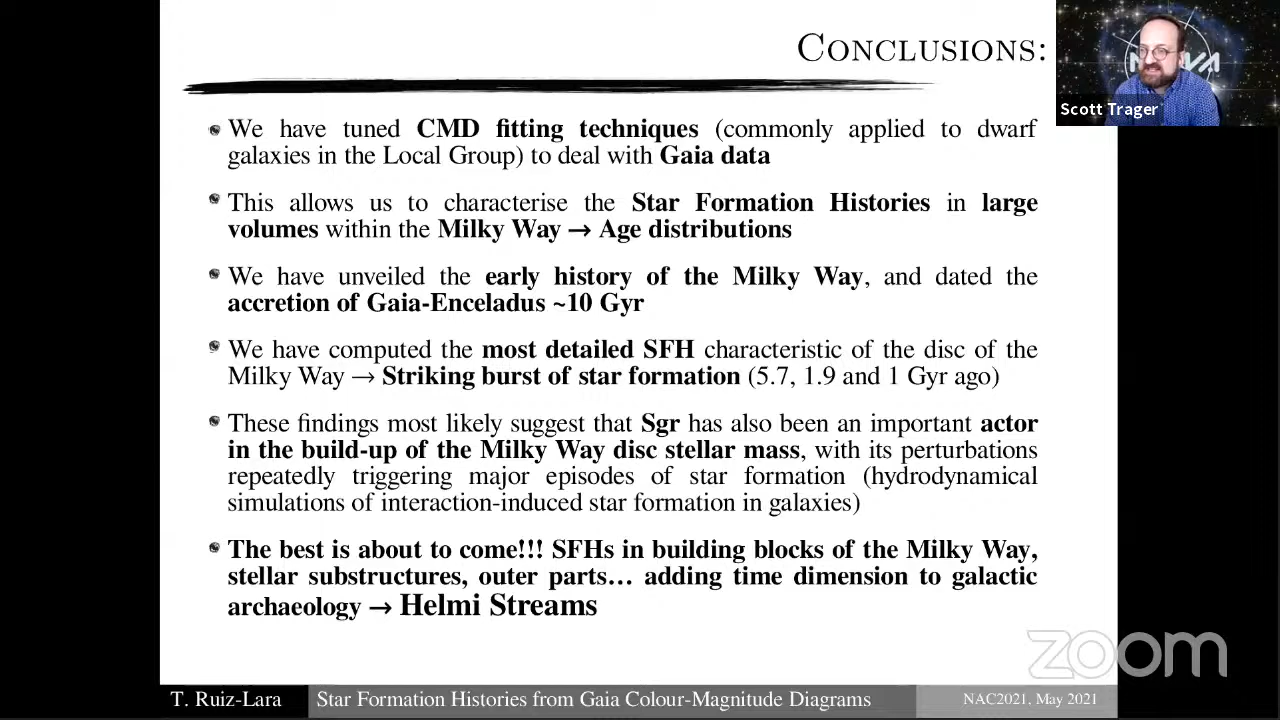 CONCLUSIONS:
Scott Trager
We have tuned CMD fitting techniques (commonly applied to dwarf
galaxies in the Local Group) to deal with Gaia data
This allows us to characterise the Star Formation Histories in large
volumes within the Milky Way → Age distributions
We have unveiled the early history of the Milky Way, and dated the
accretion of Gaia-Enceladus ~10 Gyr
We have computed the most detailed SFH characteristic of the disc of the
Milky Way → Striking burst of star formation (5.7, 1.9 and 1 Gyr ago)
These findings most likely suggest that Sgr has also been an important actor
in the build-up of the Milky Way disc stellar mass, with its perturbations
repeatedly triggering major episodes of star formation (hydrodynamical
simulations of interaction-induced star formation in galaxies)
The best is about to come!!! SFHs in building blocks of the Milky Way,
stellar substructures, outer parts… adding time dimension to galactic
archaeology → Helmi Streams
zoom
T. Ruiz-Lara Star Formation Histories from Gaia Colour-Magnitude Diagrams NAC2021, May 2021